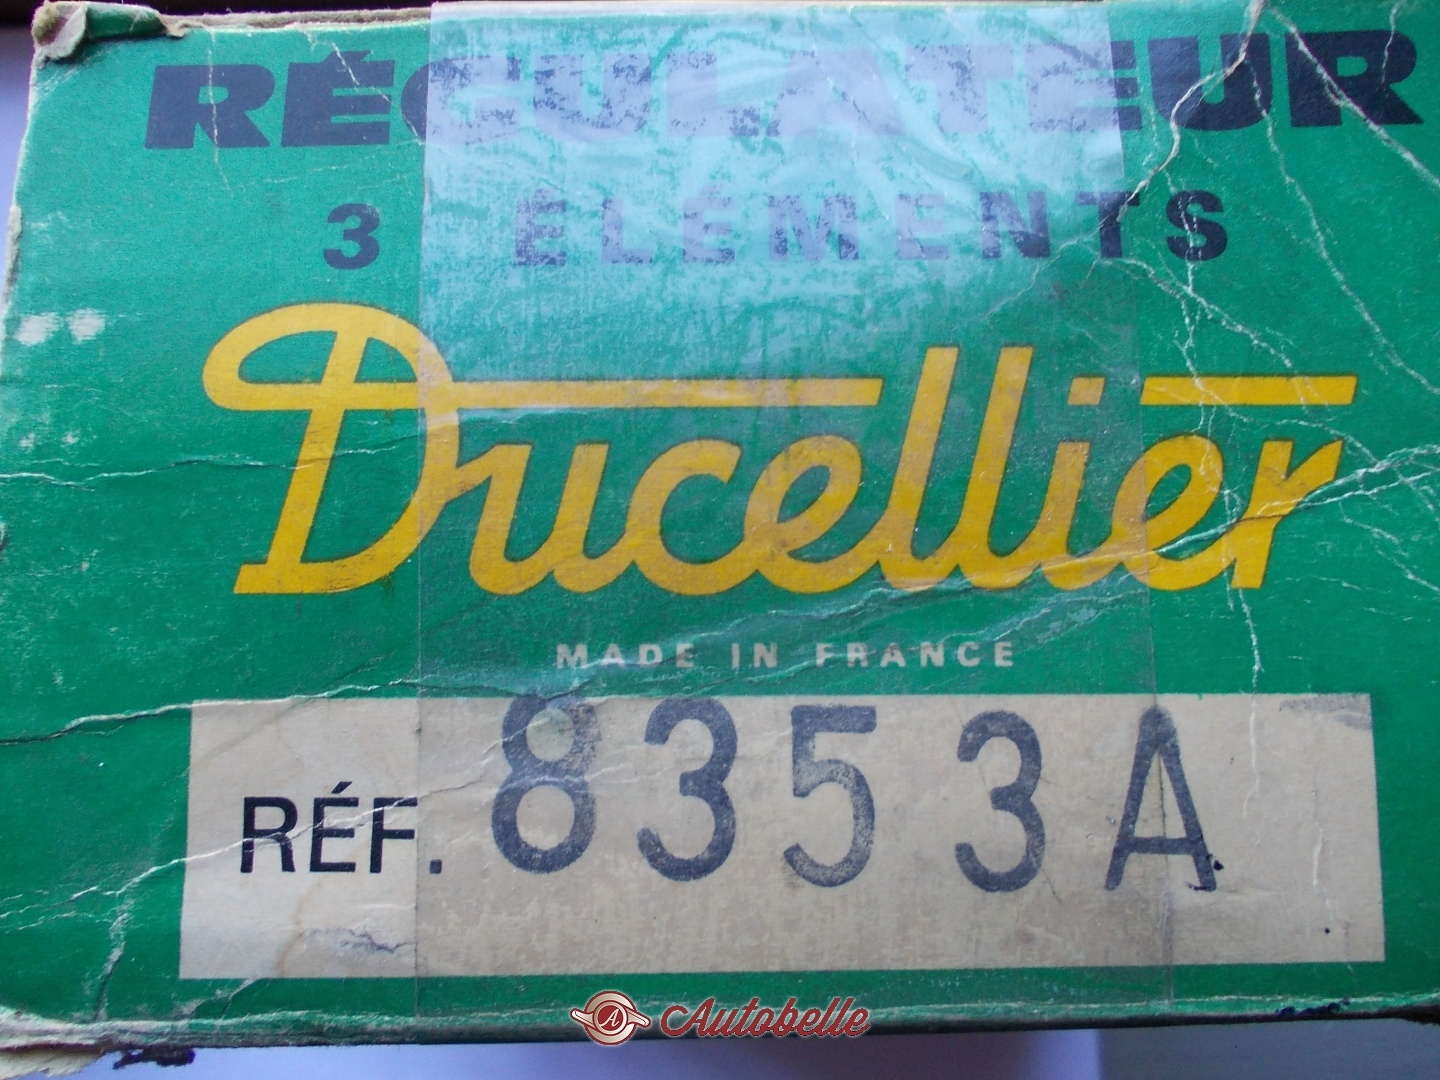 RÉGULATEUR
3 ÉLÉMENTS
Ducellier
MADE IN FRANCE
RÉF. 8353A
A Autobelle